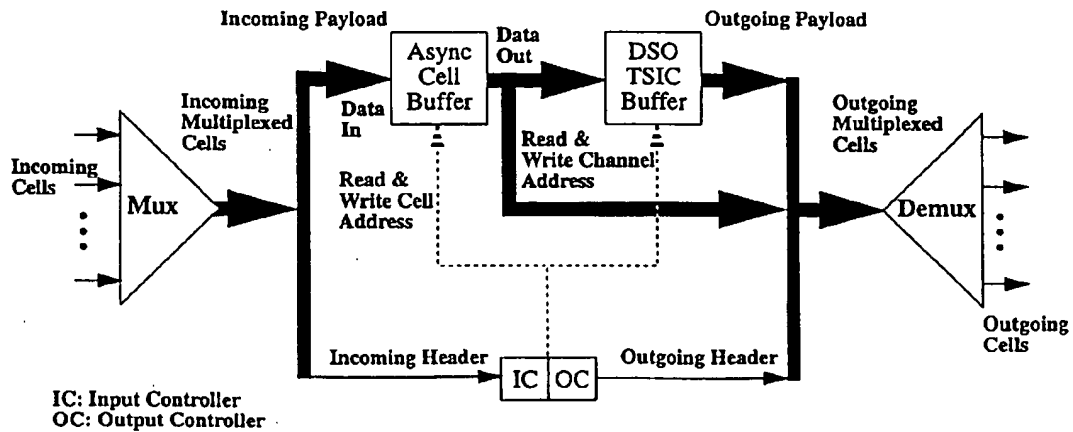 Incoming Payload
Outgoing Payload
Data
Out
Async
Cell
Buffer
DSO
TSIC
Buffer
Incoming
Multiplexed
Cells
Data
In
Outgoing
Multiplexed
Cells
Incoming
Cells
Mux
Read &
Write Cell
Address
Read &
Write Channel
Address
Demux
Outgoing
Cells
Incoming Header
IC
OC
Outgoing Header
IC: Input Controller
OC: Output Controller